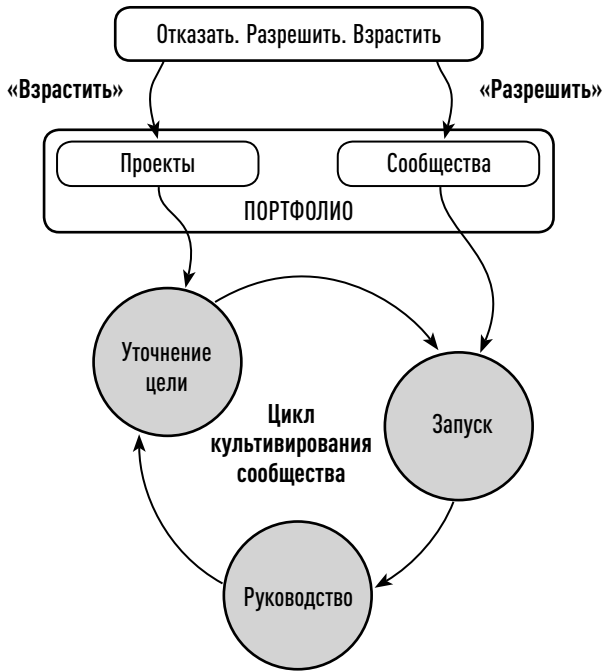 Отказать. Разрешить. Взрастить
«Взрастить»
«Разрешить»
Проекты
Сообщества
ПОРТФОЛИО
Уточнение
цели
Запуск
Цикл
культивирования
сообщества
Руководство